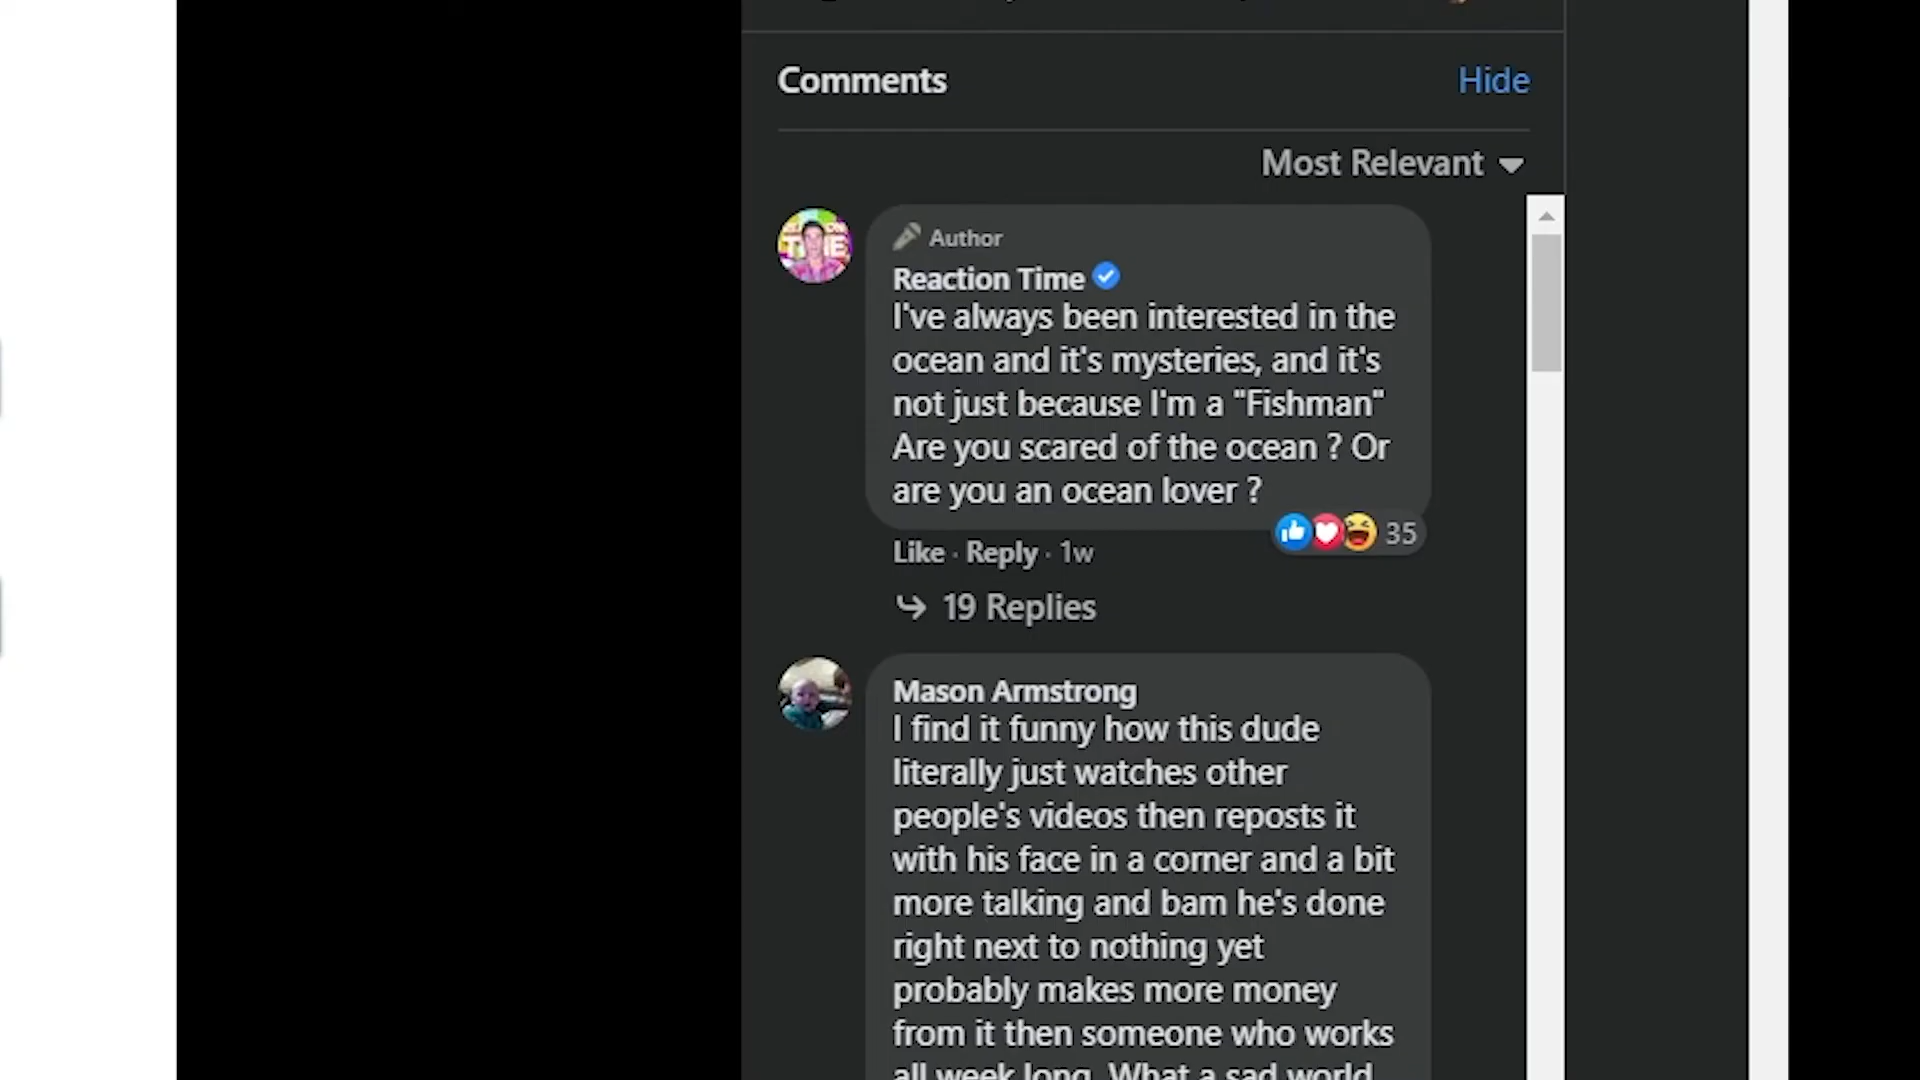 Comments
Hide
Most Relevant
Author
Reaction Time
I've always been interested in the
ocean and it's mysteries, and it's
not just because I'm a "Fishman"
Are you scared of the ocean ? Or
are you an ocean lover ?
35
Like · Reply · 1w
19 Replies
Mason Armstrong
I find it funny how this dude
literally just watches other
people's videos then reposts it
with his face in a corner and a bit
more talking and bam he's done
right next to nothing yet
probably makes more money
from it then someone who works
all week long. What a sad world